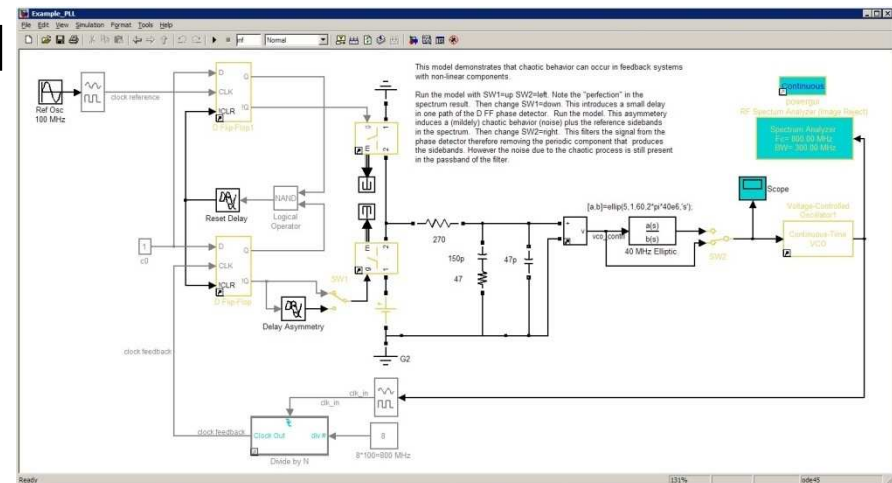 Example_PLL
File Edit View Simulation Format Tools Help
inf
Normal
This model demonstrates that chaotic behavior can occur in feedback systems
with non-linear components.
Run the model with SW1=up SW2=left. Note the "perfection" in the
spectrum result. Then change SW1=down. This introduces a small delay
in one path of the D FF phase detector. Run the model. This asymmetry
induces a (mildely) chaotic behavior (noise) plus the reference sidebands
in the spectrum. Then change SW2=right. This filters the signal from the
phase detector therefore removing the periodic component that produces
the sidebands. However the noise due to the chaotic process is still present
in the passband of the filter.
Continuous
powergui
RF Spectrum Analyzer (Image Reject)
Spectrum Analyzer
Fc= 800.00 MHz
BW= 300.00 MHz
Ref Osc
100 MHz
clock reference
D
Q
CLK
!CLR
!Q
D Flip-Flop1
g
1
m
2
Reset Delay
NAND
Logical
Operator
1
c0
D
Q
CLK
!CLR
!Q
D Flip-Flop
SW1
Delay Asymmetry
m
2
g
1
270
150p
47
47p
G2
+
-
v
vco_contr
[a,b]=ellip(5,1,60,2*pi*40e6,'s');
a(s)
b(s)
40 MHz Elliptic
SW2
Scope
Voltage-Controlled
Oscillator1
Continuous-Time
VCO
clock feedback
clk_in
clk_in
clock feedback
Clock Out
div #
Divide by N
8
8*100=800 MHz
Ready
131%
ode45